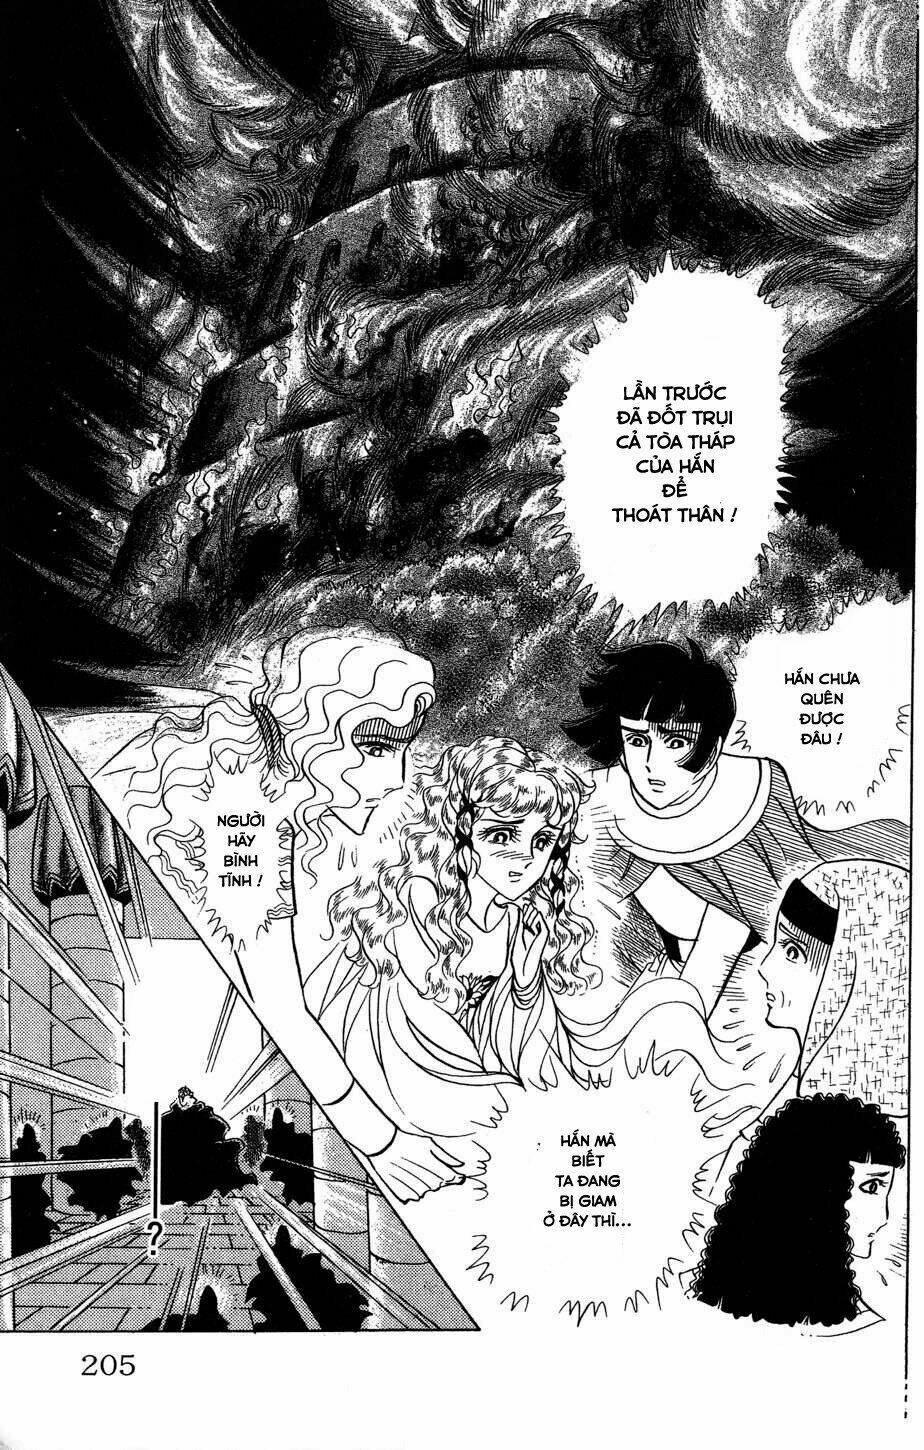 LẦN TRƯỚC
ĐÃ ĐỐT TRỤI
CẢ TÒA THÁP
CỦA HẮN
ĐỂ
THOÁT THÂN !
HẮN CHƯA
QUÊN
ĐƯỢC
ĐÂU !
NGƯỜI
HÃY
BÌNH
TĨNH !
HẮN MÀ
BIẾT
TA ĐANG
BỊ GIAM
Ở ĐÂY THÌ...
?
205